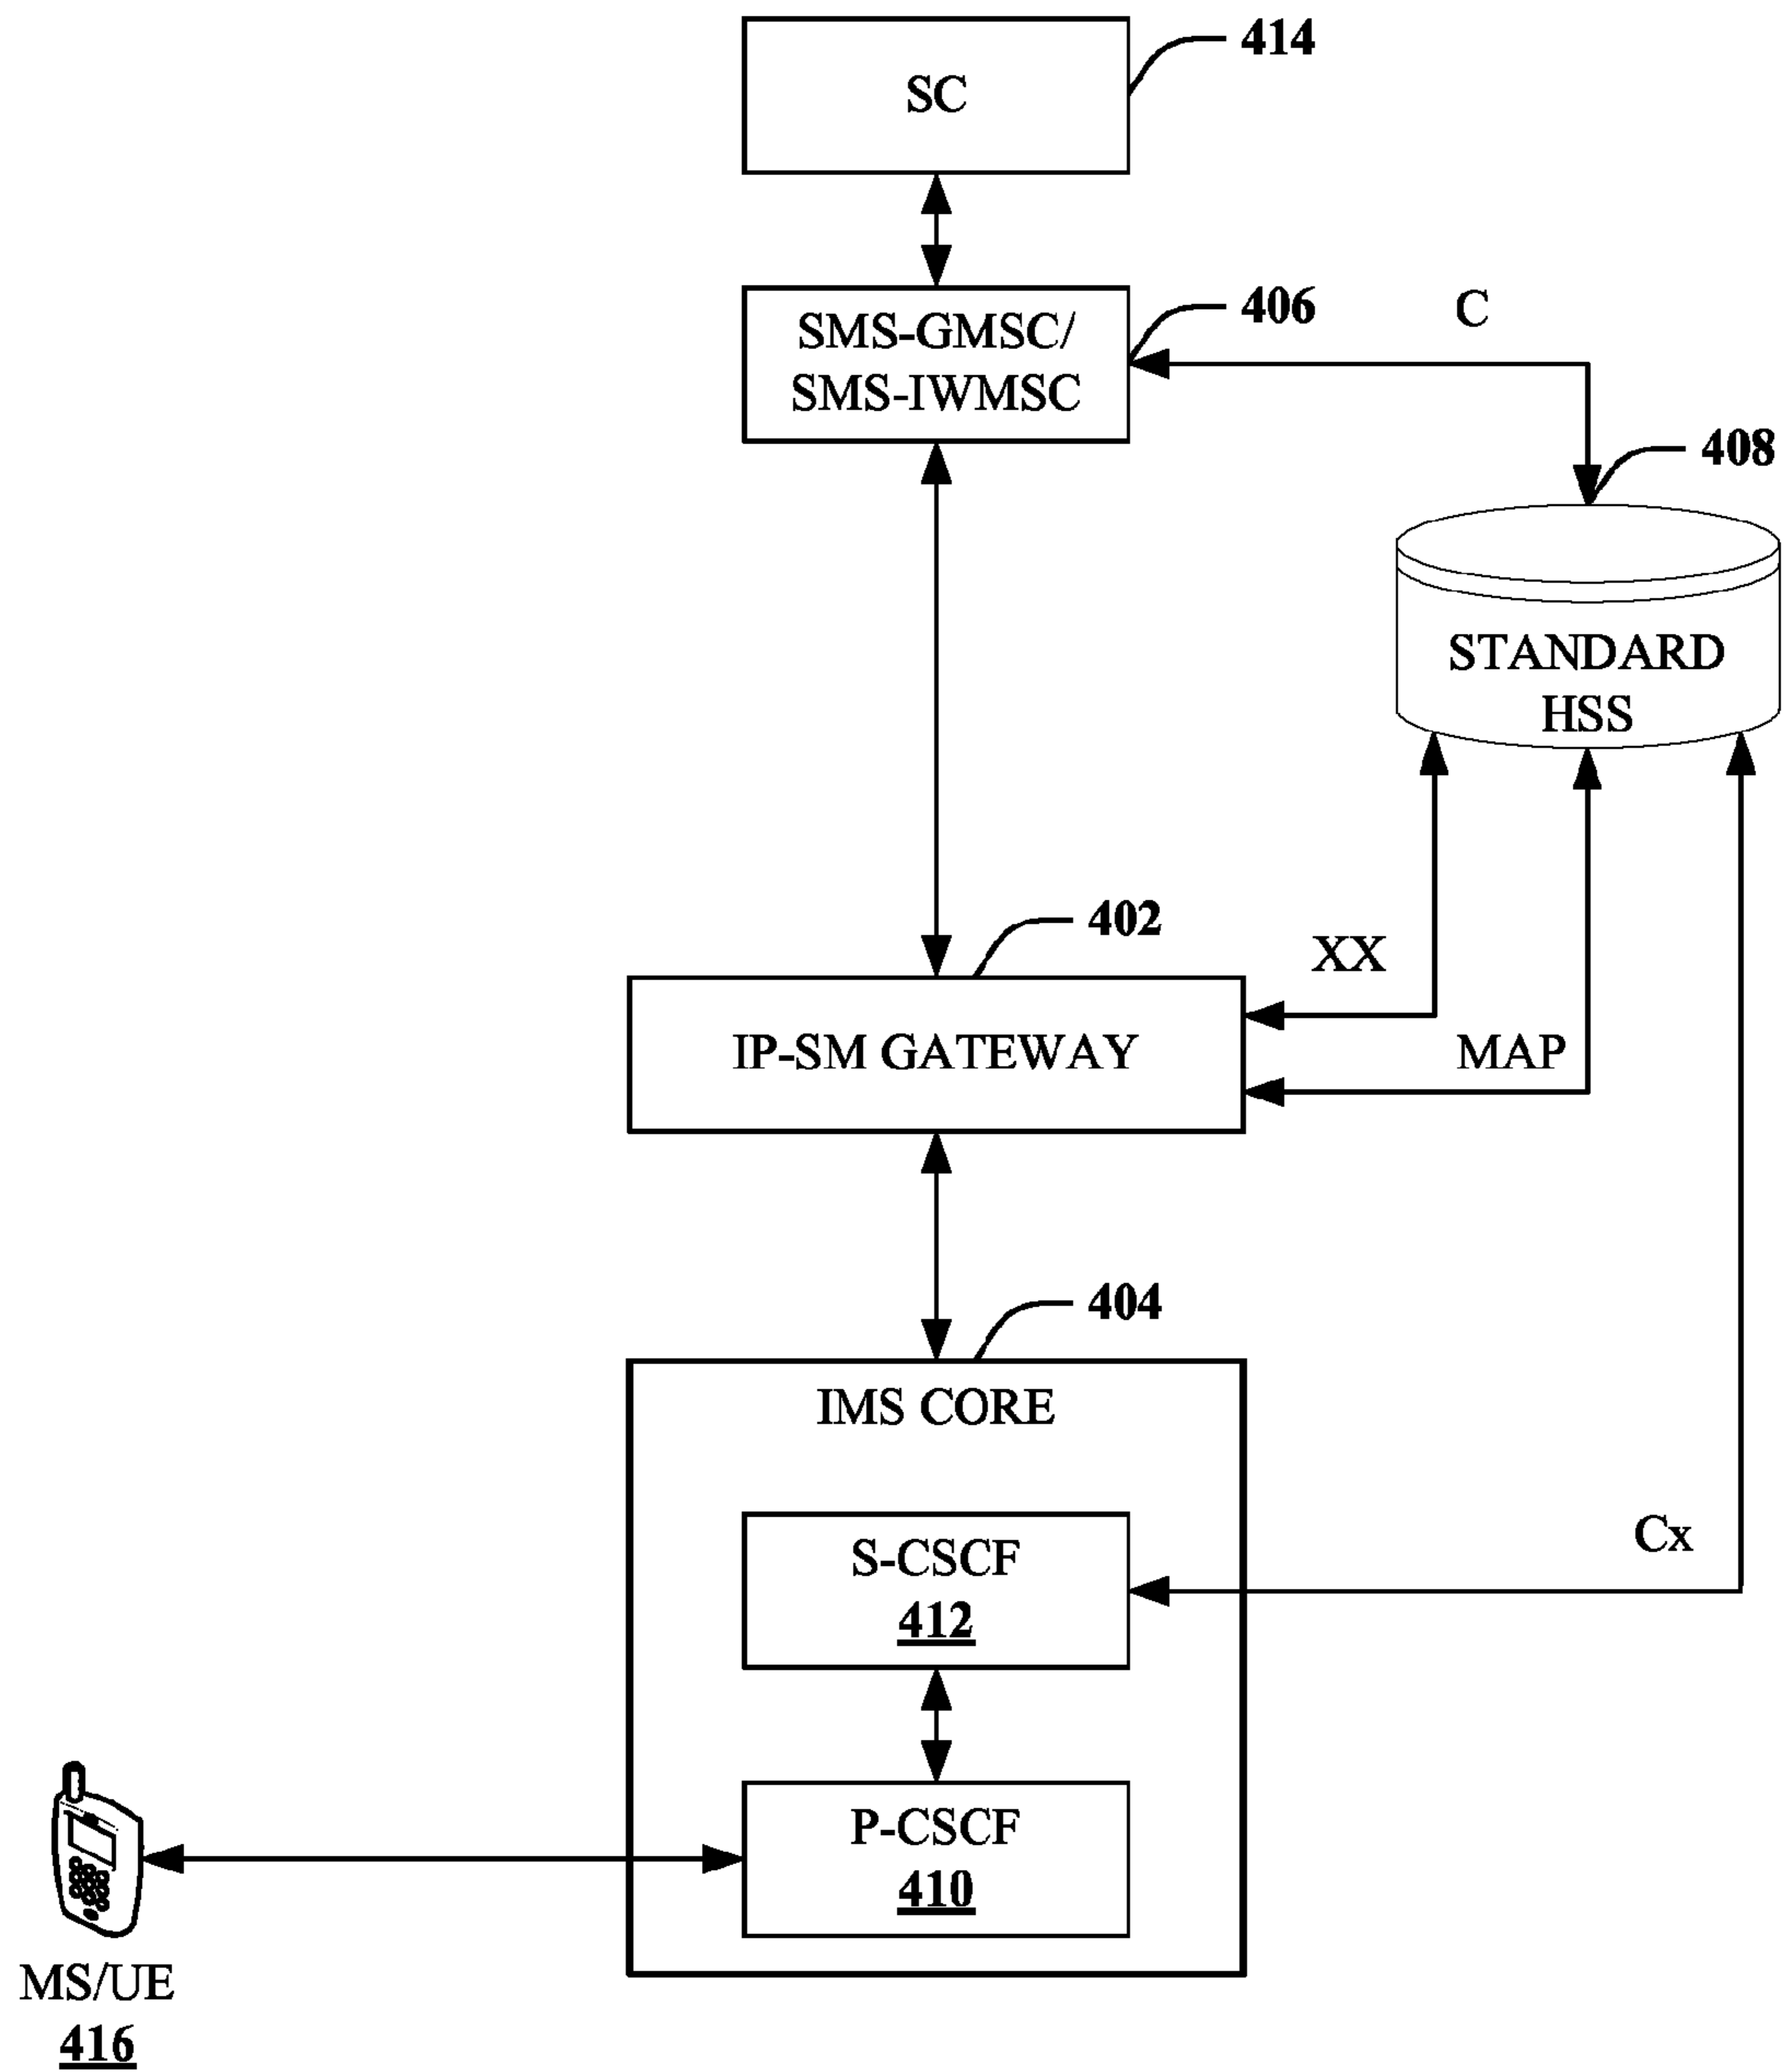 SC
414
SMS-GMSC/
SMS-IWMSC
406
C
408
STANDARD
HSS
402
XX
IP-SM GATEWAY
MAP
404
IMS CORE
S-CSCF
412
Cx
P-CSCF
410
MS/UE
416